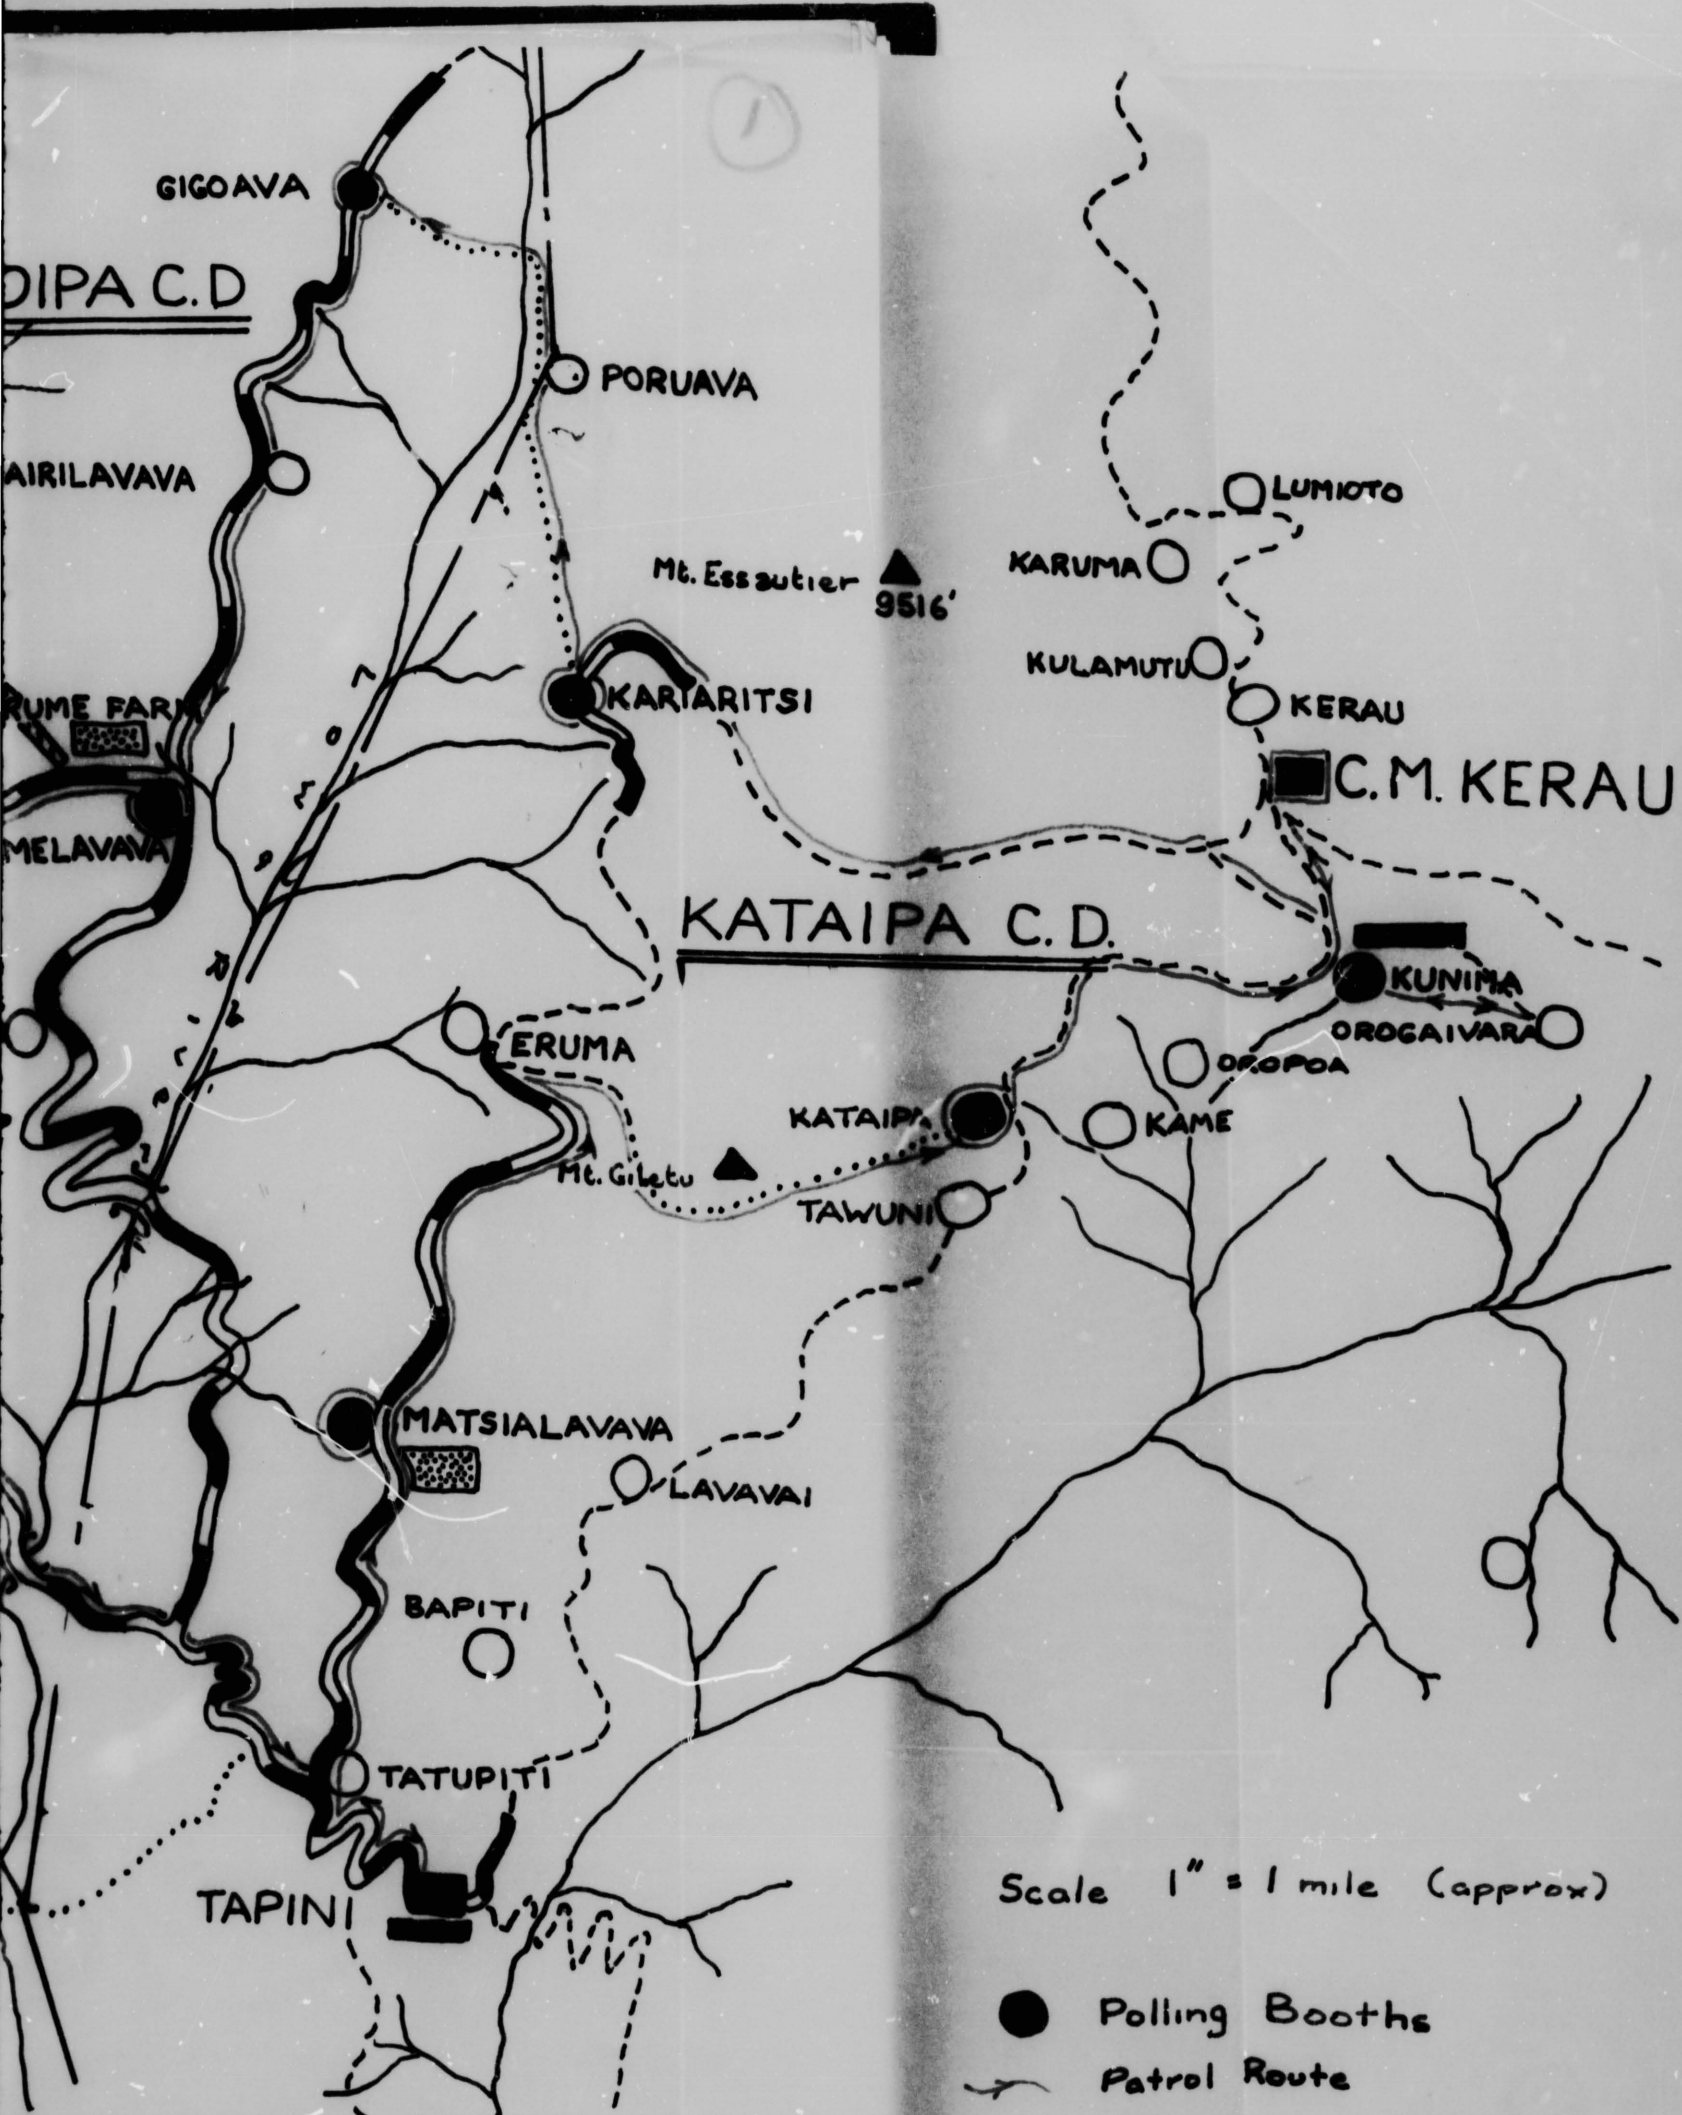 1
GIGOAVA
OIPA C.D
PORUAVA
AIRILAVAVA
LUMIOTO
Mt. Essautier
9516'
KARUMA
KULAMUTU
KARIARITSI
KERAU
RUME FARM
C.M. KERAU
MELAVAVA
KATAIPA C.D.
KUNIMA
OROGAIVARA
ERUMA
OROPOA
KATAIPA
KAME
Mt. Giletu
TAWUNI
MATSIALAVAVA
LAVAVAI
BAPITI
TATUPITI
TAPINI
Scale 1" = 1 mile (approx)
Polling Booths
Patrol Route